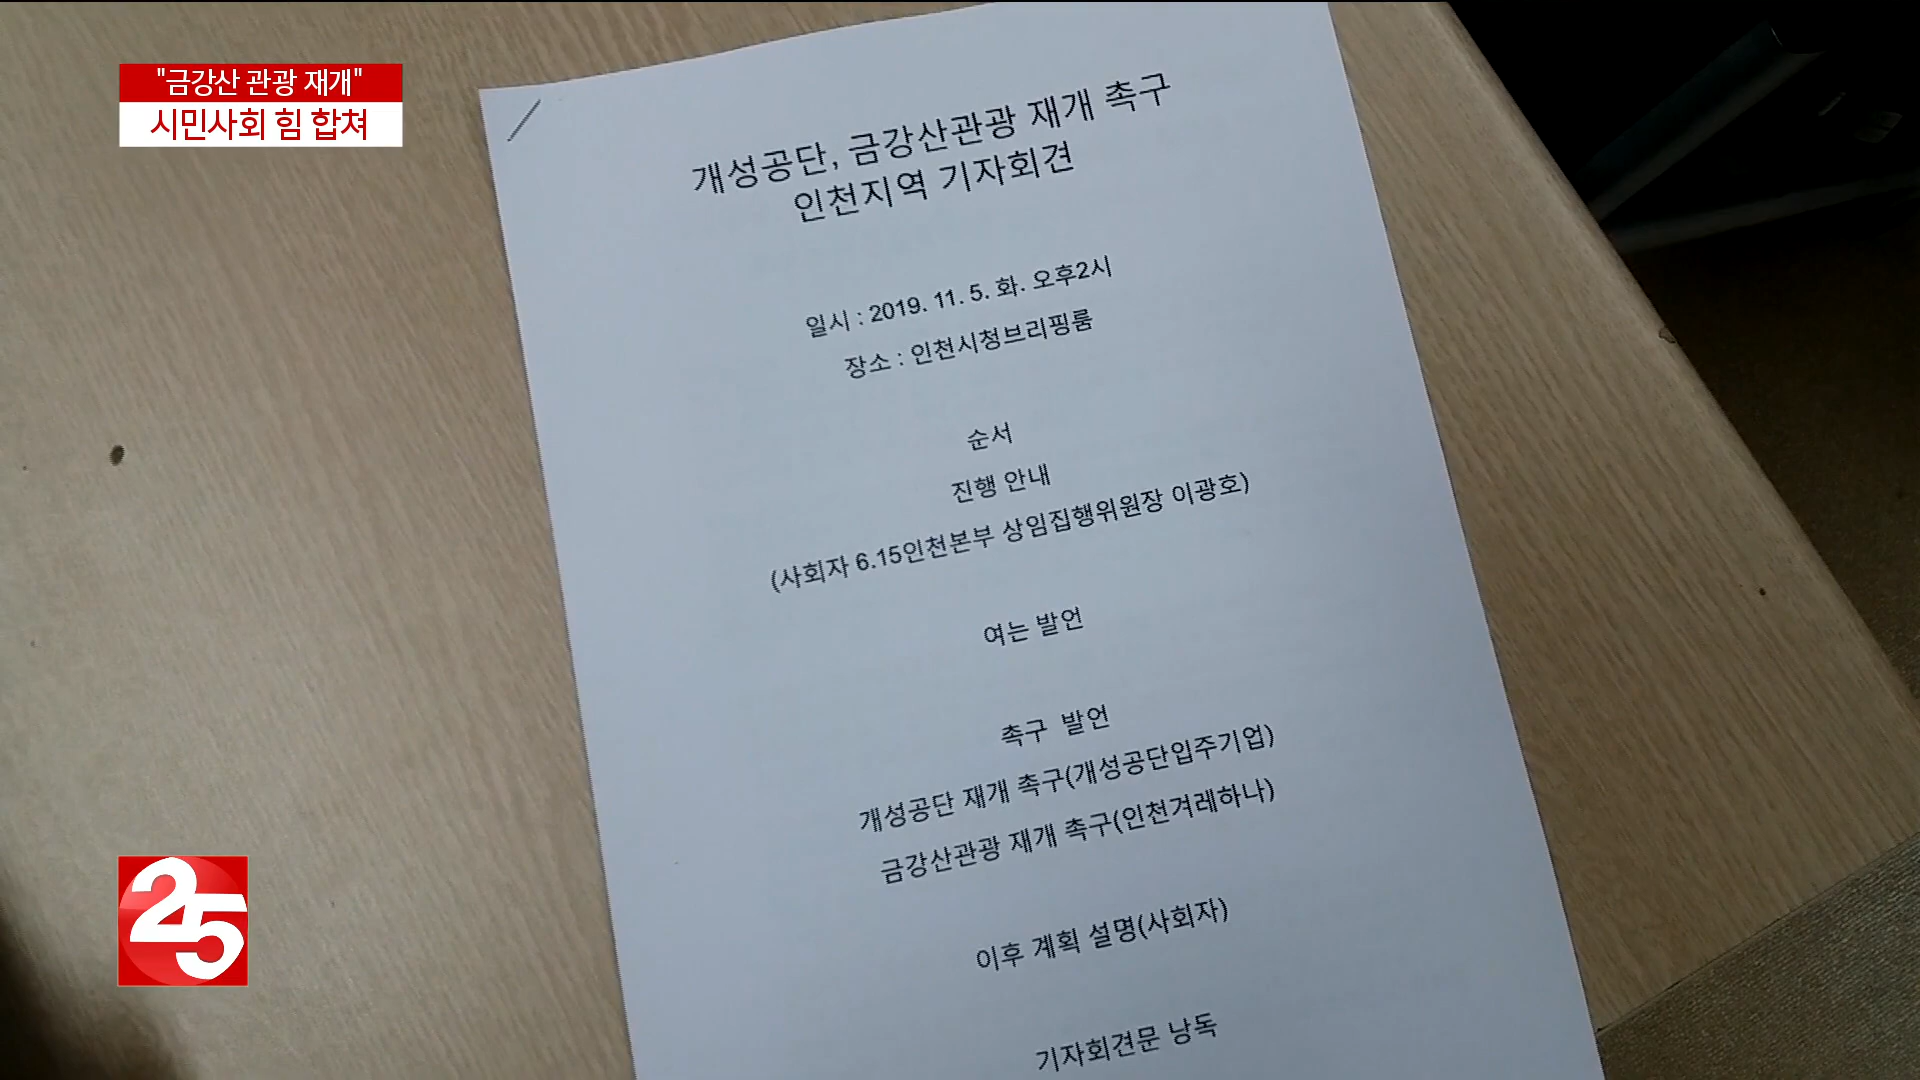 "금강산 관광 재개"
시민사회 힘 합쳐
개성공단, 금강산관광 재개 촉구
인천지역 기자회견
일시 : 2019. 11. 5. 화. 오후2시
장소 : 인천시청브리핑룸
순서
진행 안내
(사회자 6.15인천본부 상임집행위원장 이광호)
여는 발언
촉구 발언
개성공단 재개 촉구(개성공단입주기업)
금강산관광 재개 촉구(인천겨레하나)
이후 계획 설명(사회자)
기자회견문 낭독
25